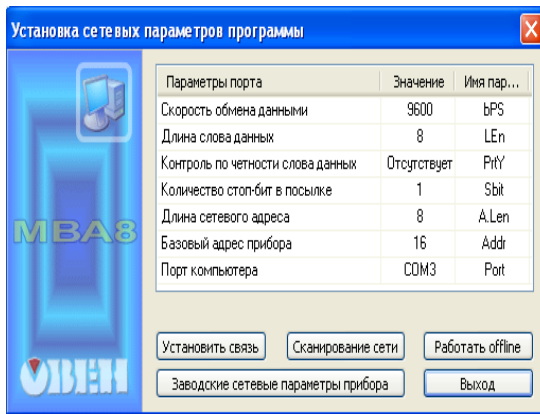 Установка сетевых параметров программы
Параметры порта Значение Имя пар...
Скорость обмена данными 9600 bPS
Длина слова данных 8 LEn
Контроль по четности слова данных Отсутствует PrtY
Количество стоп-бит в посылке 1 Sbit
Длина сетевого адреса 8 A.Len
Базовый адрес прибора 16 Addr
Порт компьютера COM3 Port
МВА8
Установить связь Сканирование сети Работать offline
ОВЕН
Заводские сетевые параметры прибора Выход